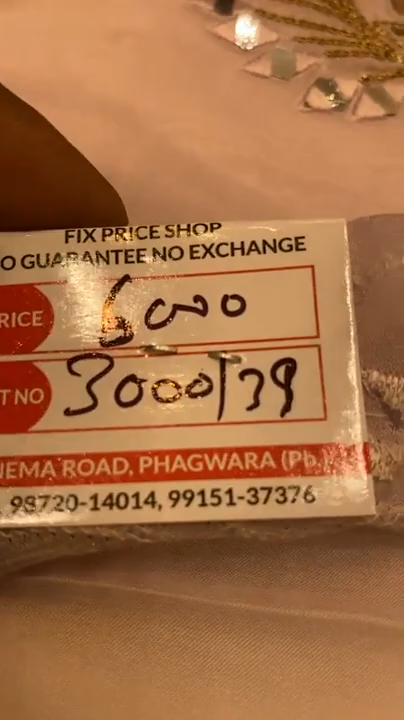 FIX PRICE SHOP
O GUARANTEE NO EXCHANGE
RICE 6000
T NO 3000/39
NEMA ROAD, PHAGWARA (Pb.)
98720-14014, 99151-37376